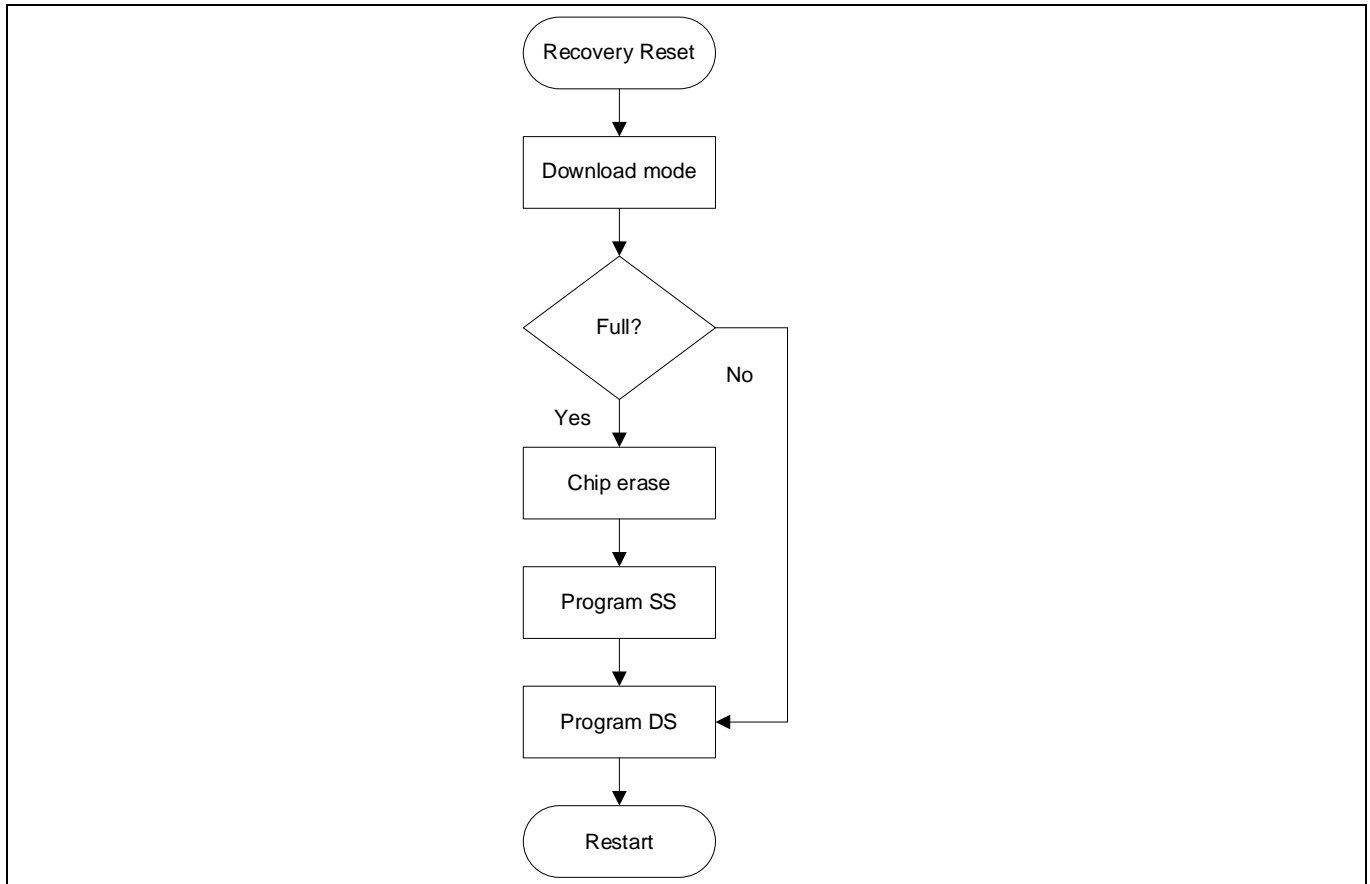 Recovery Reset
Download mode
Full?
No
Yes
Chip erase
Program SS
Program DS
Restart